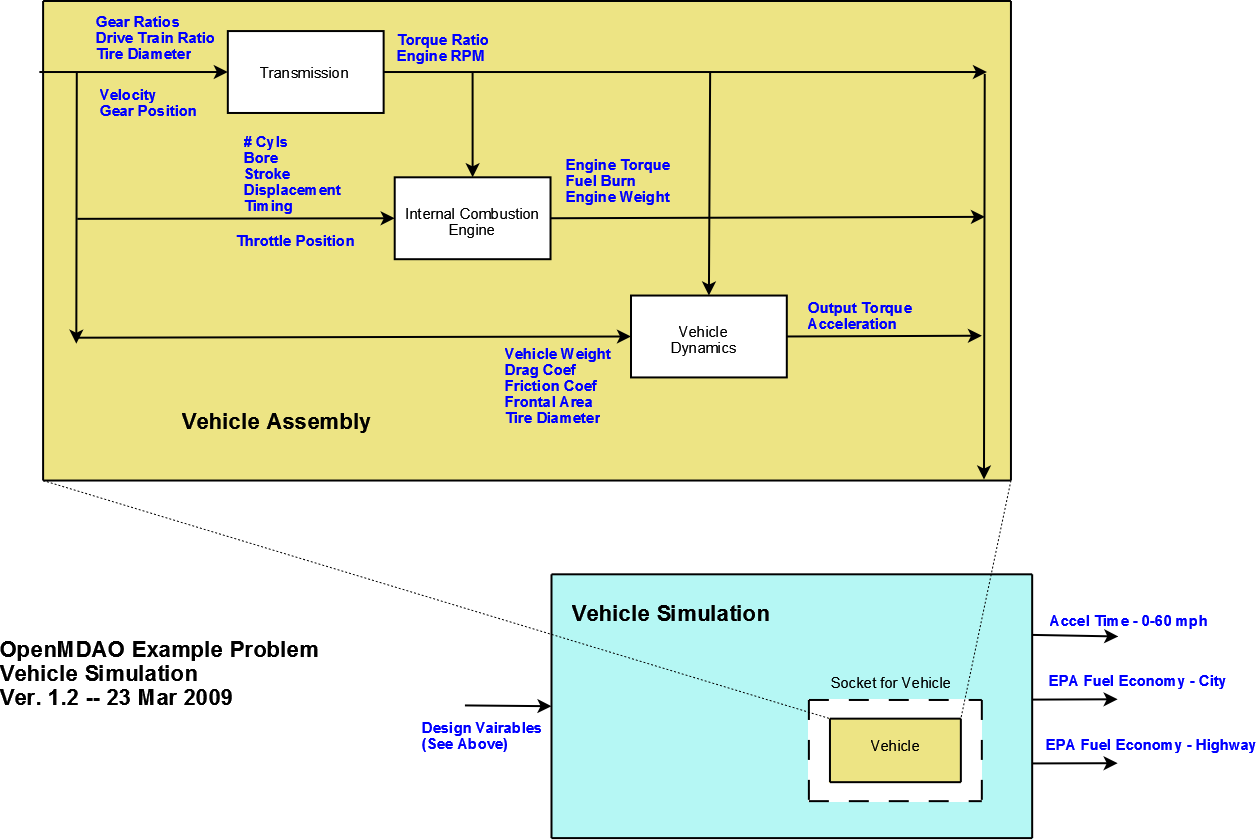 Gear Ratios
Drive Train Ratio
Tire Diameter
Velocity
Gear Position
Transmission
Torque Ratio
Engine RPM
# Cyls
Bore
Stroke
Displacement
Timing
Throttle Position
Internal Combustion
Engine
Engine Torque
Fuel Burn
Engine Weight
Vehicle
Dynamics
Output Torque
Acceleration
Vehicle Weight
Drag Coef
Friction Coef
Frontal Area
Tire Diameter
Vehicle Assembly
OpenMDAO Example Problem
Vehicle Simulation
Ver. 1.2 -- 23 Mar 2009
Design Vairables
(See Above)
Vehicle Simulation
Socket for Vehicle
Vehicle
Accel Time - 0-60 mph
EPA Fuel Economy - City
EPA Fuel Economy - Highway